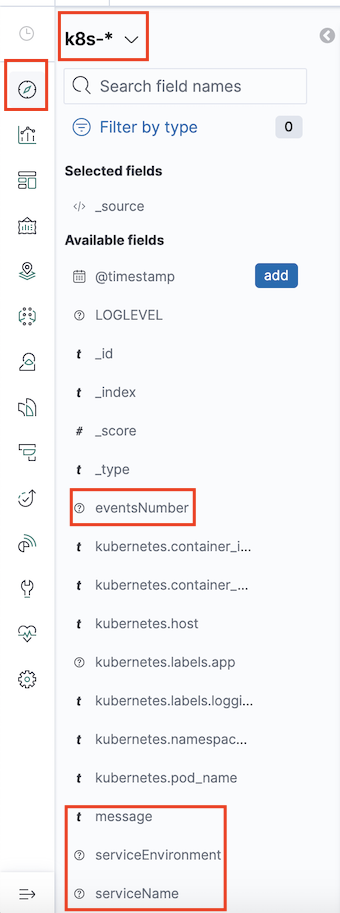 k8s-*
Search field names
Filter by type 0
Selected fields
</> _source
Available fields
@timestamp add
? LOGLEVEL
t _id
t _index
# _score
t _type
? eventsNumber
t kubernetes.container_i...
t kubernetes.container_...
t kubernetes.host
? kubernetes.labels.app
t kubernetes.labels.loggi...
t kubernetes.namespac...
t kubernetes.pod_name
t message
? serviceEnvironment
? serviceName